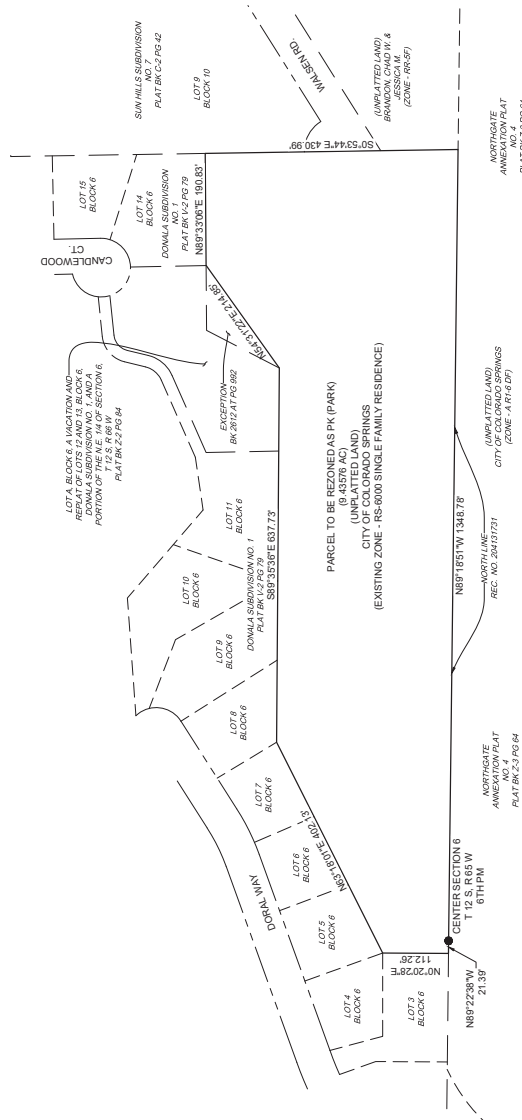 SUN HILLS SUBDIVISION
NO. 7
PLAT BK C-2 PG 42
LOT 9
BLOCK 10
WALSEN RD.
(UNPLATTED LAND)
BRANDON, CHAD W. &
JESSICA M.
(ZONE - RR-5F)
S0°53'44"E 430.99'
NORTHGATE
ANNEXATION PLAT
NO. 4
LOT 15
BLOCK 6
LOT 14
BLOCK 6
DONALA SUBDIVISION
NO. 1
PLAT BK V-2 PG 79
N89°33'06"E 190.83'
CANDLEWOOD
CT.
N54°31'22"E 214.85'
LOT A, BLOCK 6, A VACATION AND
REPLAT OF LOTS 12 AND 13, BLOCK 6,
DONALA SUBDIVISION NO. 1, AND A
PORTION OF THE N.E. 1/4 OF SECTION 6,
T 12 S, R 66 W
PLAT BK Z-2 PG 84
EXCEPTION
BK 2612 AT PG 992
LOT 11
BLOCK 6
LOT 10
BLOCK 6
DONALA SUBDIVISION NO. 1
PLAT BK V-2 PG 79
S89°35'36"E 637.73'
LOT 9
BLOCK 6
LOT 8
BLOCK 6
LOT 7
BLOCK 6
LOT 6
BLOCK 6
LOT 5
BLOCK 6
LOT 4
BLOCK 6
LOT 3
BLOCK 6
DORAL WAY
N63°18'01"E 402.13'
N0°20'28"E
112.26'
PARCEL TO BE REZONED AS PK (PARK)
(9.43576 AC)
(UNPLATTED LAND)
CITY OF COLORADO SPRINGS
(EXISTING ZONE - RS-6000 SINGLE FAMILY RESIDENCE)
N89°18'51"W 1348.78'
NORTH LINE
REC. NO. 204131731
(UNPLATTED LAND)
CITY OF COLORADO SPRINGS
(ZONE - A R1-6 DF)
NORTHGATE
ANNEXATION PLAT
NO. 4
PLAT BK Z-3 PG 64
CENTER SECTION 6
T 12 S, R 65 W
6TH PM
N89°22'38"W
21.39'